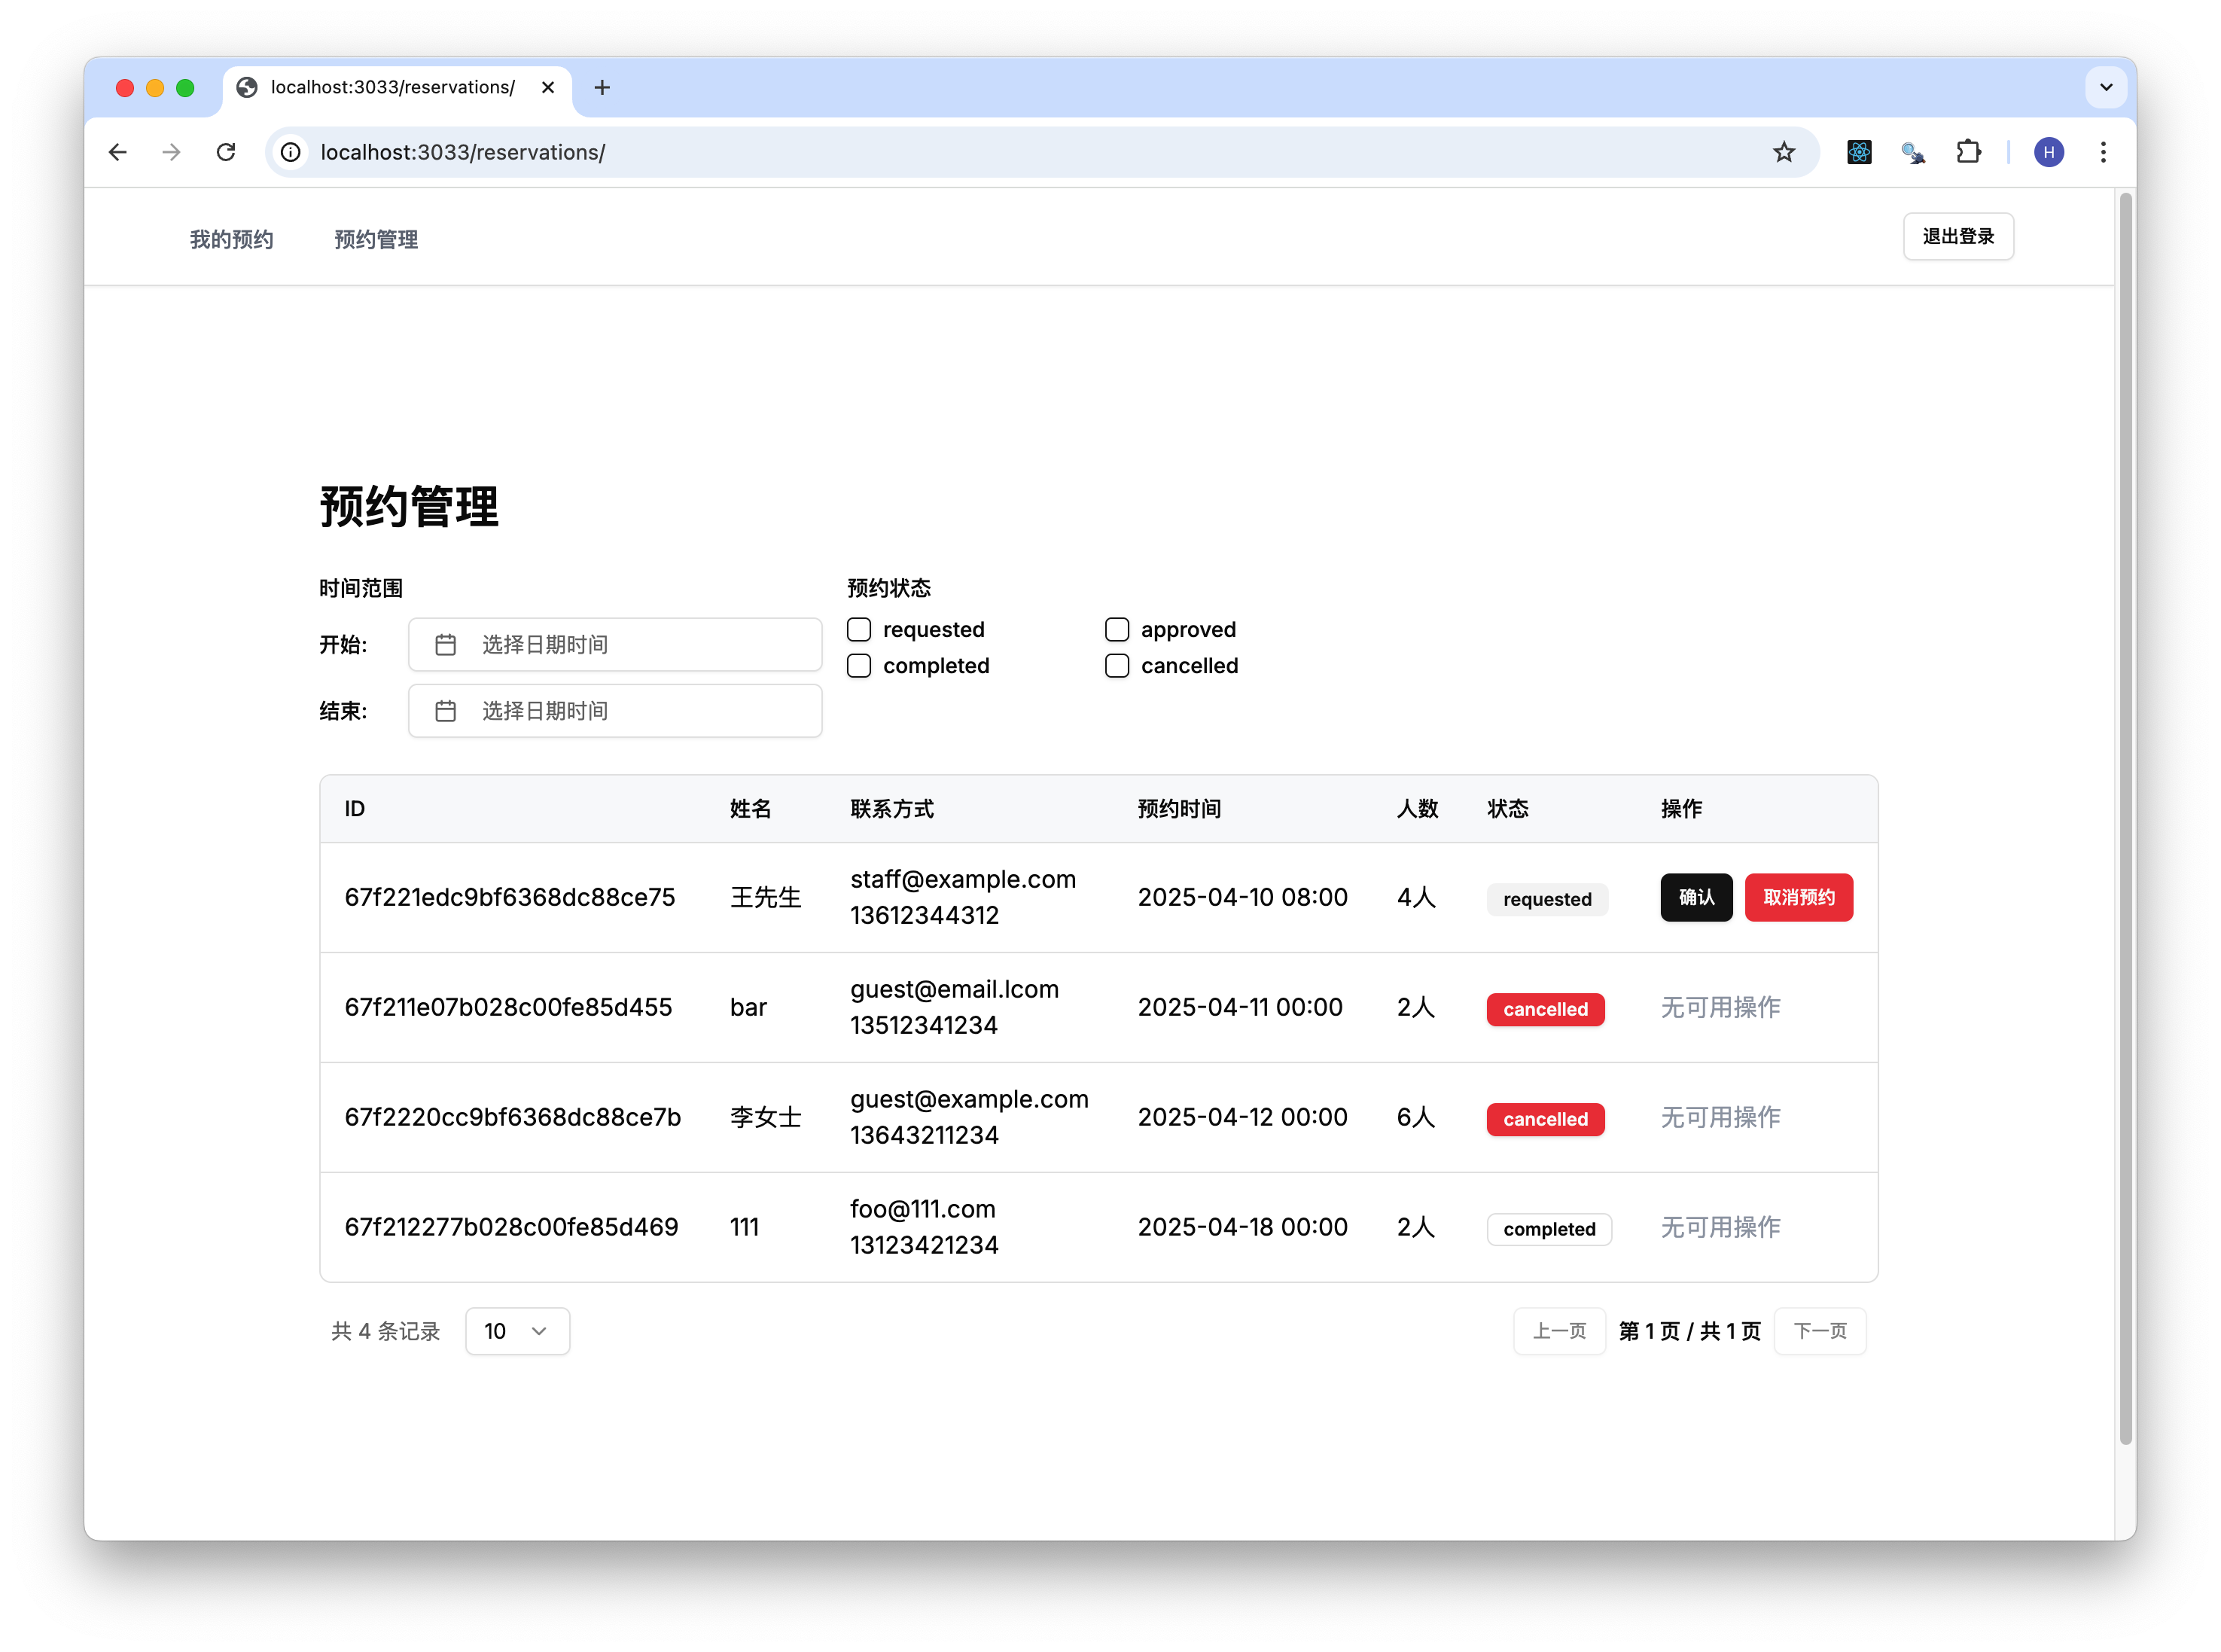 localhost:3033/reservations/
localhost:3033/reservations/
H
我的预约 预约管理 退出登录
预约管理
时间范围 预约状态
开始: 选择日期时间 requested approved
completed cancelled
结束: 选择日期时间
ID 姓名 联系方式 预约时间 人数 状态 操作
67f221edc9bf6368dc88ce75 王先生 staff@example.com 13612344312 2025-04-10 08:00 4人 requested 确认 取消预约
67f211e07b028c00fe85d455 bar guest@email.lcom 13512341234 2025-04-11 00:00 2人 cancelled 无可用操作
67f2220cc9bf6368dc88ce7b 李女士 guest@example.com 13643211234 2025-04-12 00:00 6人 cancelled 无可用操作
67f212277b028c00fe85d469 111 foo@111.com 13123421234 2025-04-18 00:00 2人 completed 无可用操作
共 4 条记录 10 上一页 第 1 页 / 共 1 页 下一页